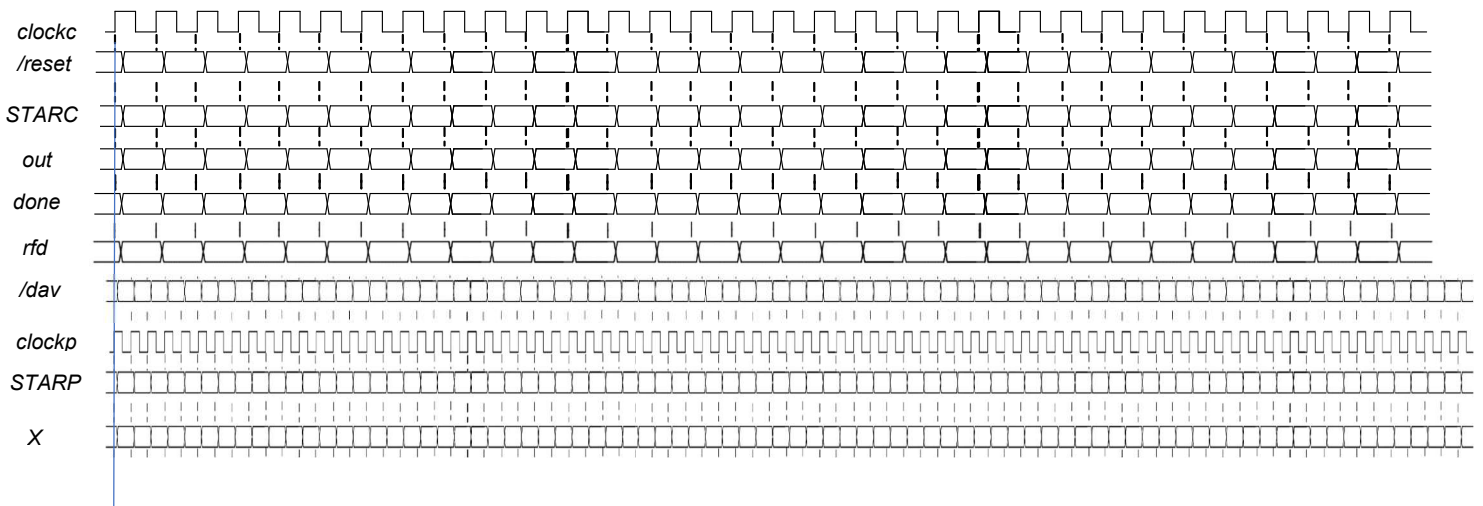 clockc
/reset
STARC
out
done
rfd
/dav
clockp
STARP
X